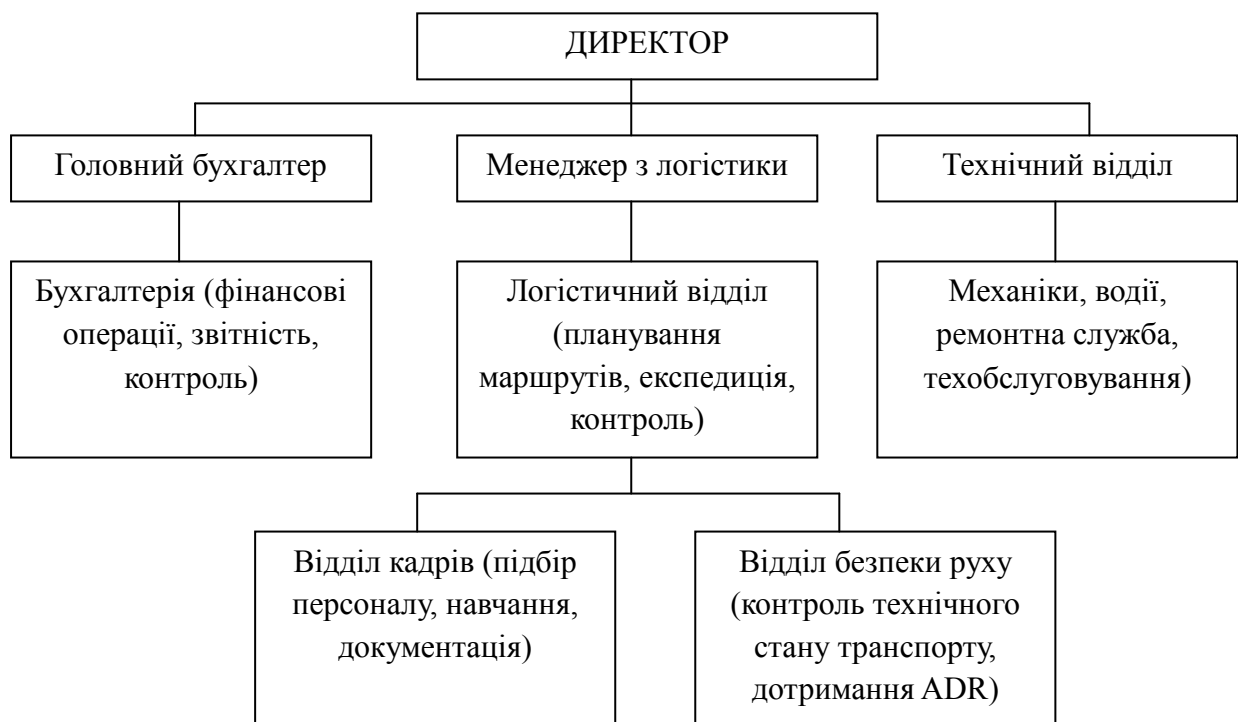 ДИРЕКТОР
Головний бухгалтер
Менеджер з логістики
Технічний відділ
Бухгалтерія (фінансові
операції, звітність,
контроль)
Логістичний відділ
(планування
маршрутів, експедиція,
контроль)
Механіки, водії,
ремонтна служба,
техобслуговування)
Відділ кадрів (підбір
персоналу, навчання,
документація)
Відділ безпеки руху
(контроль технічного
стану транспорту,
дотримання ADR)